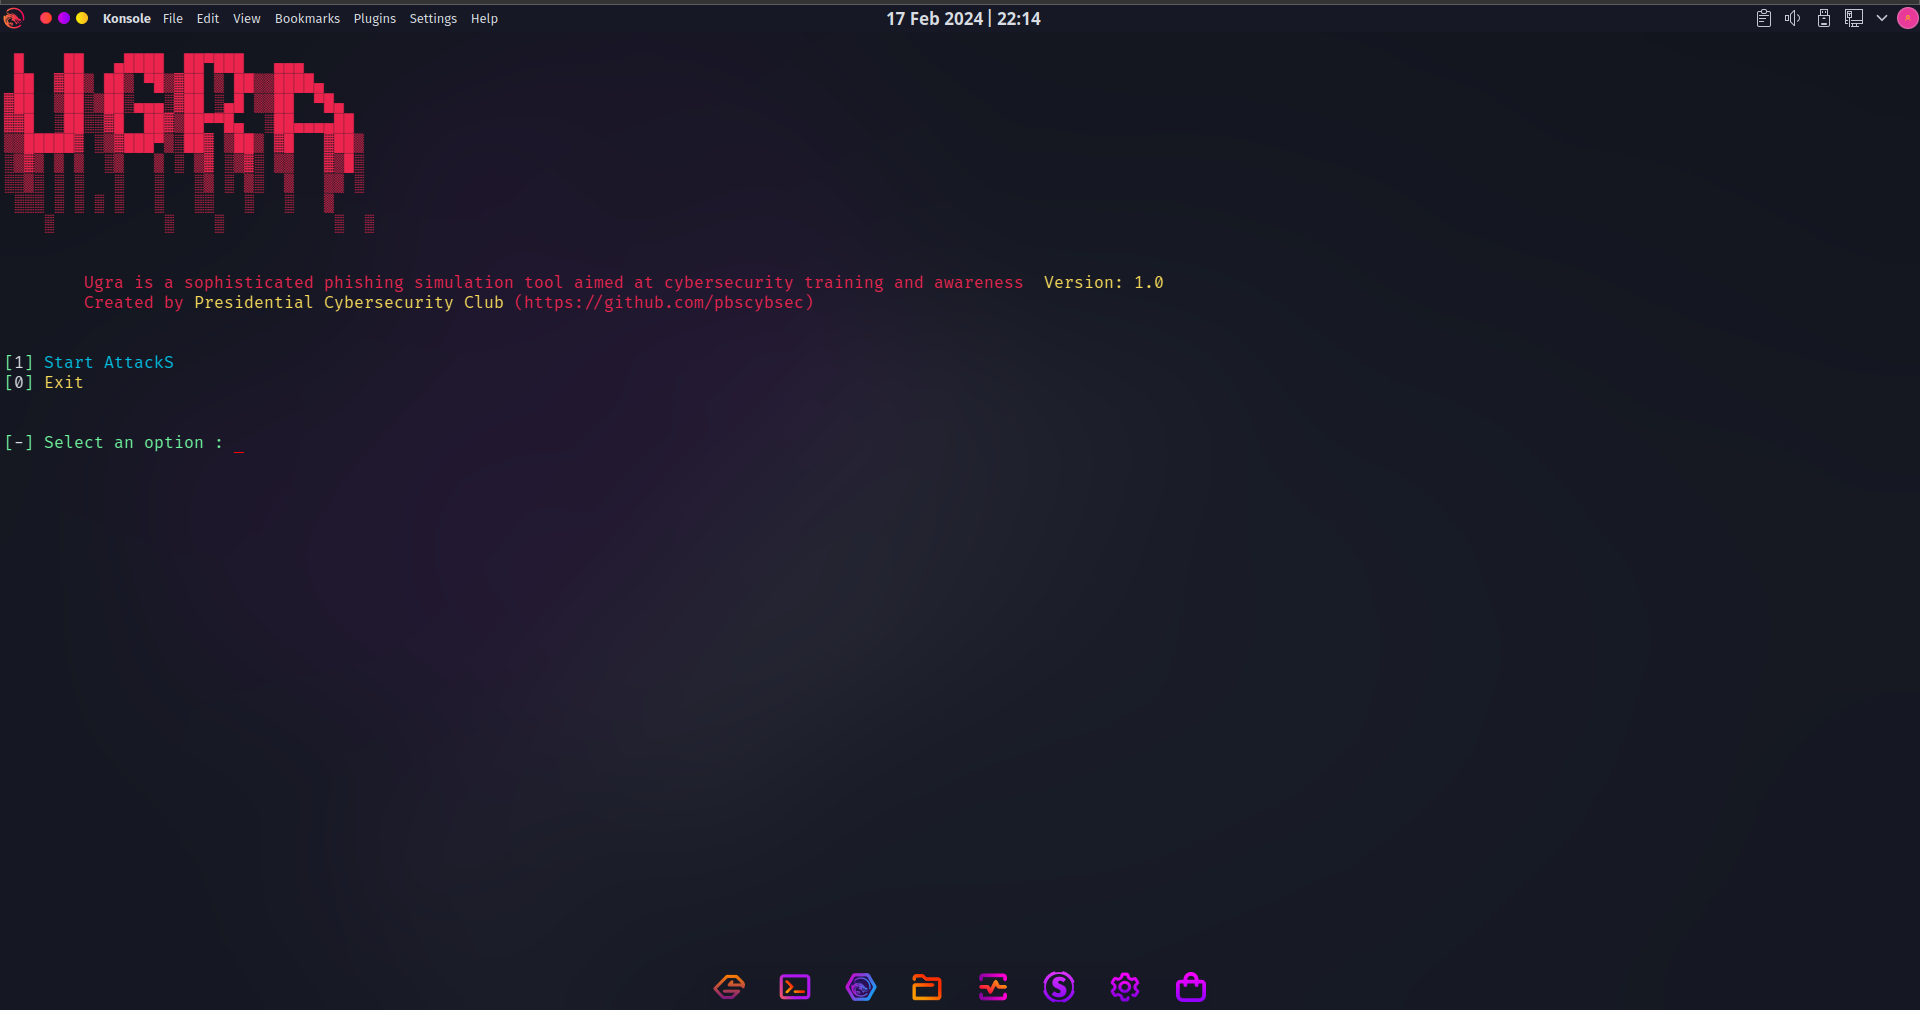 Konsole File Edit View Bookmarks Plugins Settings Help 17 Feb 2024 | 22:14
UGRA
Ugra is a sophisticated phishing simulation tool aimed at cybersecurity training and awareness Version: 1.0
Created by Presidential Cybersecurity Club (https://github.com/pbscybsec)
[1] Start AttackS
[0] Exit
[-] Select an option : _